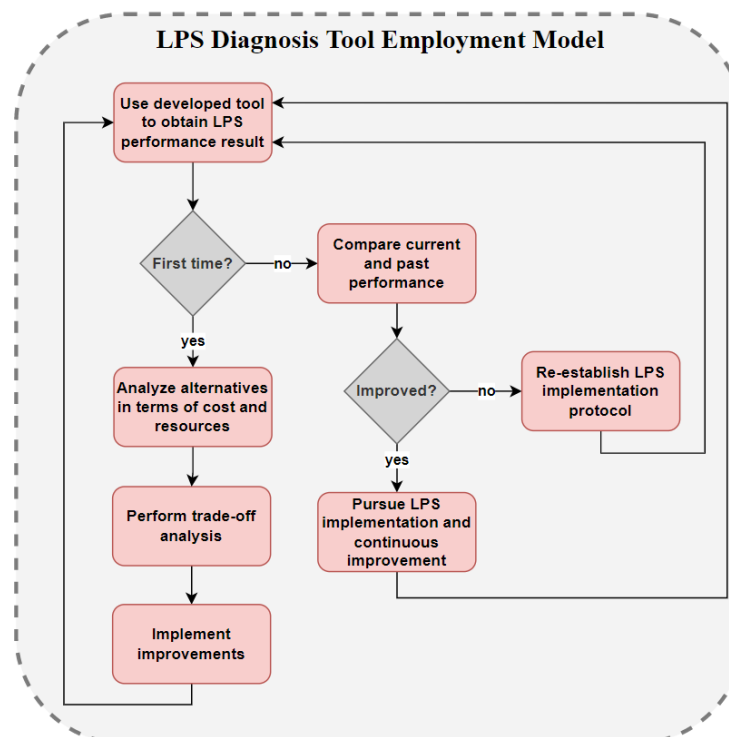 LPS Diagnosis Tool Employment Model
Use developed tool
to obtain LPS
performance result
First time?
no
Compare current
and past
performance
yes
Improved?
no
Re-establish LPS
implementation
protocol
Analyze alternatives
in terms of cost and
resources
yes
Perform trade-off
analysis
Pursue LPS
implementation and
continuous
improvement
Implement
improvements